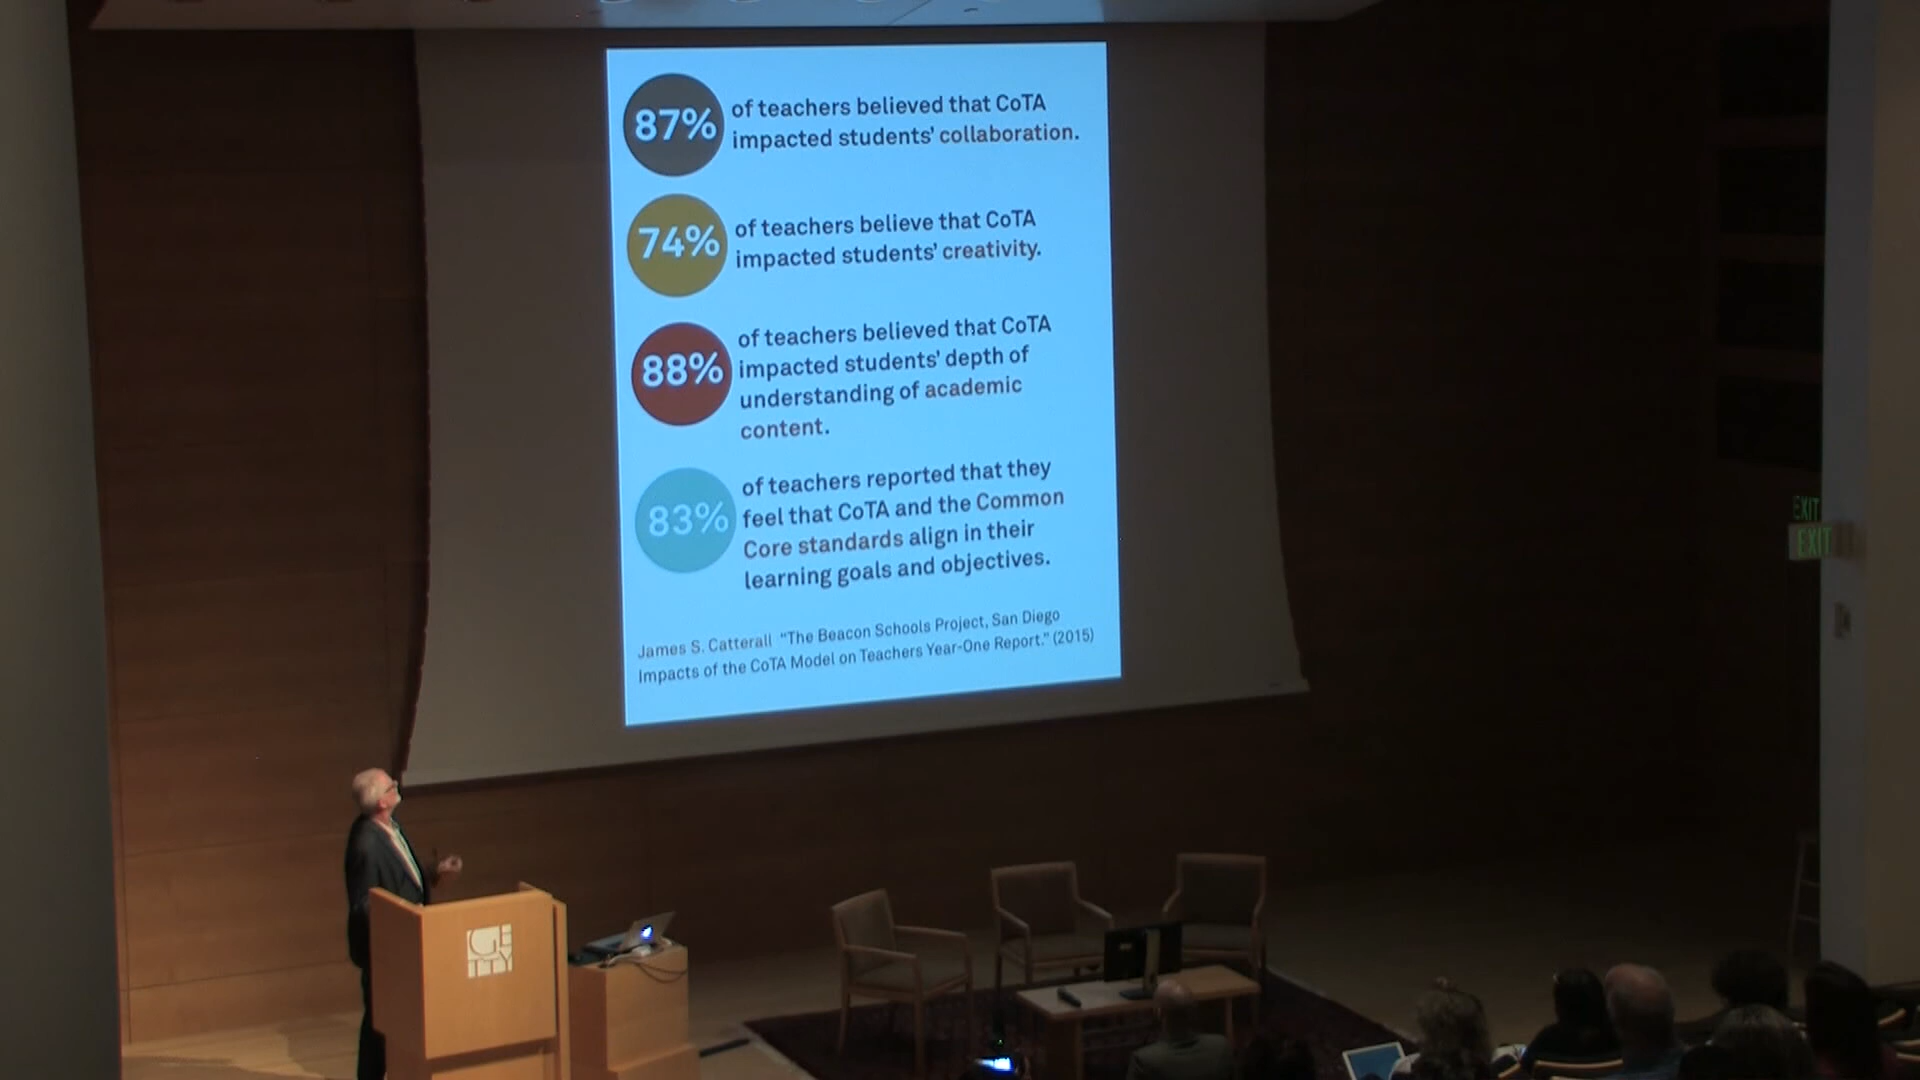 87%
of teachers believed that CoTA
impacted students' collaboration.
74%
of teachers believe that CoTA
impacted students' creativity.
88%
of teachers believed that CoTA
impacted students' depth of
understanding of academic
content.
83%
of teachers reported that they
feel that CoTA and the Common
Core standards align in their
learning goals and objectives.
James S. Catterall "The Beacon Schools Project, San Diego
Impacts of the CoTA Model on Teachers Year-One Report." (2015)
EXIT
EXIT
GE
TTY